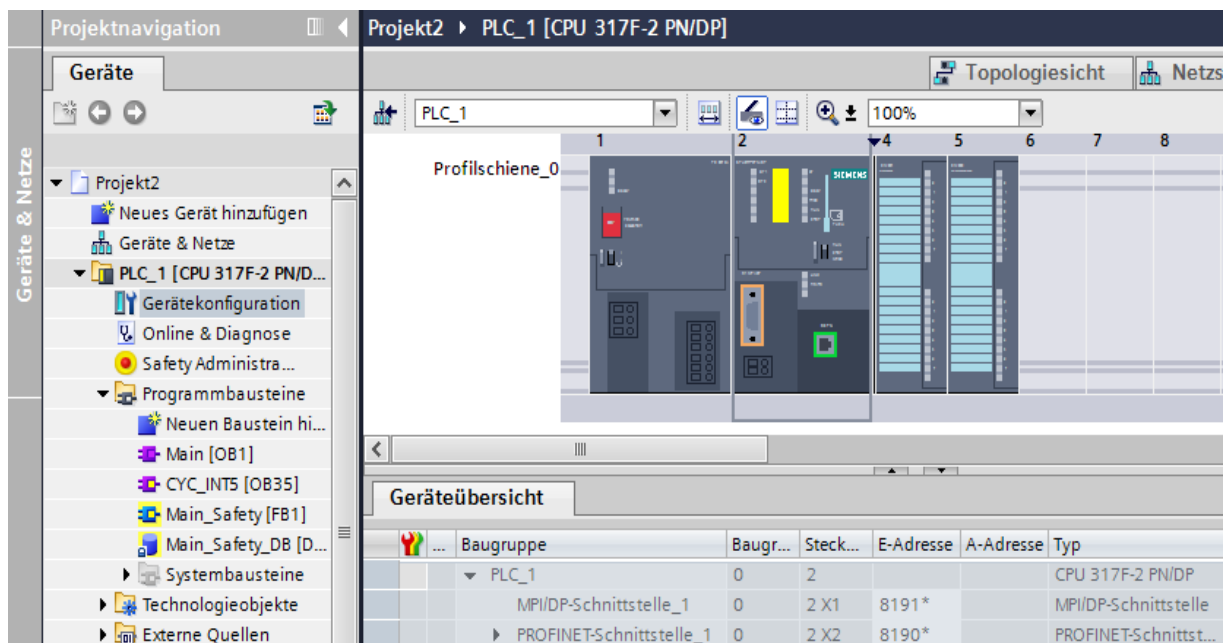 Projektnavigation
Projekt2 PLC_1 [CPU 317F-2 PN/DP]
Geräte
Topologiesicht
Netzs
PLC_1
100%
Geräte & Netze
1 2 4 5 6 7 8
Profilschiene_0
SIEMENS
Projekt2
Neues Gerät hinzufügen
Geräte & Netze
PLC_1 [CPU 317F-2 PN/D...
Gerätekonfiguration
Online & Diagnose
Safety Administra...
Programmbausteine
Neuen Baustein hi...
Main [OB1]
CYC_INT5 [OB35]
Main_Safety [FB1]
Main_Safety_DB [D...
Systembausteine
Technologieobjekte
Externe Quellen
Geräteübersicht
... Baugruppe Baugr... Steck... E-Adresse A-Adresse Typ
PLC_1 0 2 CPU 317F-2 PN/DP
MPI/DP-Schnittstelle_1 0 2 X1 8191* MPI/DP-Schnittstelle
PROFINET-Schnittstelle_1 0 2 X2 8190* PROFINET-Schnittst...